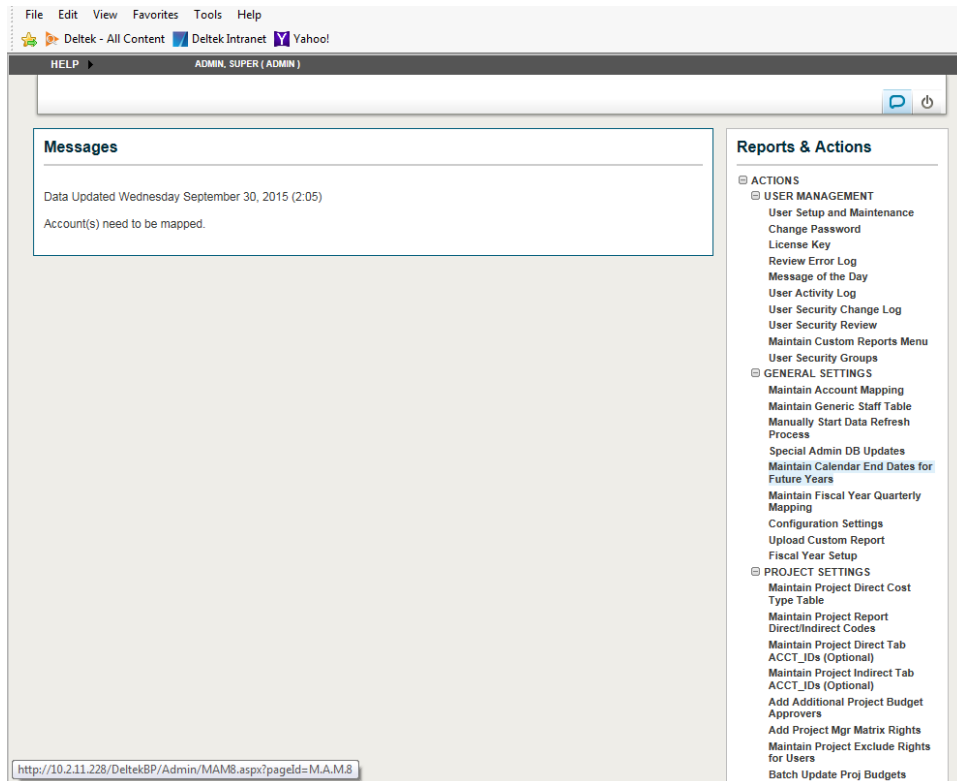 File Edit View Favorites Tools Help
Deltek - All Content Deltek Intranet Yahoo!
HELP ADMIN, SUPER ( ADMIN )
Messages
Data Updated Wednesday September 30, 2015 (2:05)
Account(s) need to be mapped.
Reports & Actions
ACTIONS
USER MANAGEMENT
User Setup and Maintenance
Change Password
License Key
Review Error Log
Message of the Day
User Activity Log
User Security Change Log
User Security Review
Maintain Custom Reports Menu
User Security Groups
GENERAL SETTINGS
Maintain Account Mapping
Maintain Generic Staff Table
Manually Start Data Refresh
Process
Special Admin DB Updates
Maintain Calendar End Dates for
Future Years
Maintain Fiscal Year Quarterly
Mapping
Configuration Settings
Upload Custom Report
Fiscal Year Setup
PROJECT SETTINGS
Maintain Project Direct Cost
Type Table
Maintain Project Report
Direct/Indirect Codes
Maintain Project Direct Tab
ACCT_IDs (Optional)
Maintain Project Indirect Tab
ACCT_IDs (Optional)
Add Additional Project Budget
Approvers
Add Project Mgr Matrix Rights
Maintain Project Exclude Rights
for Users
Batch Update Proj Budgets
http://10.2.11.228/DeltekBP/Admin/MAM8.aspx?pageId=M.A.M.8